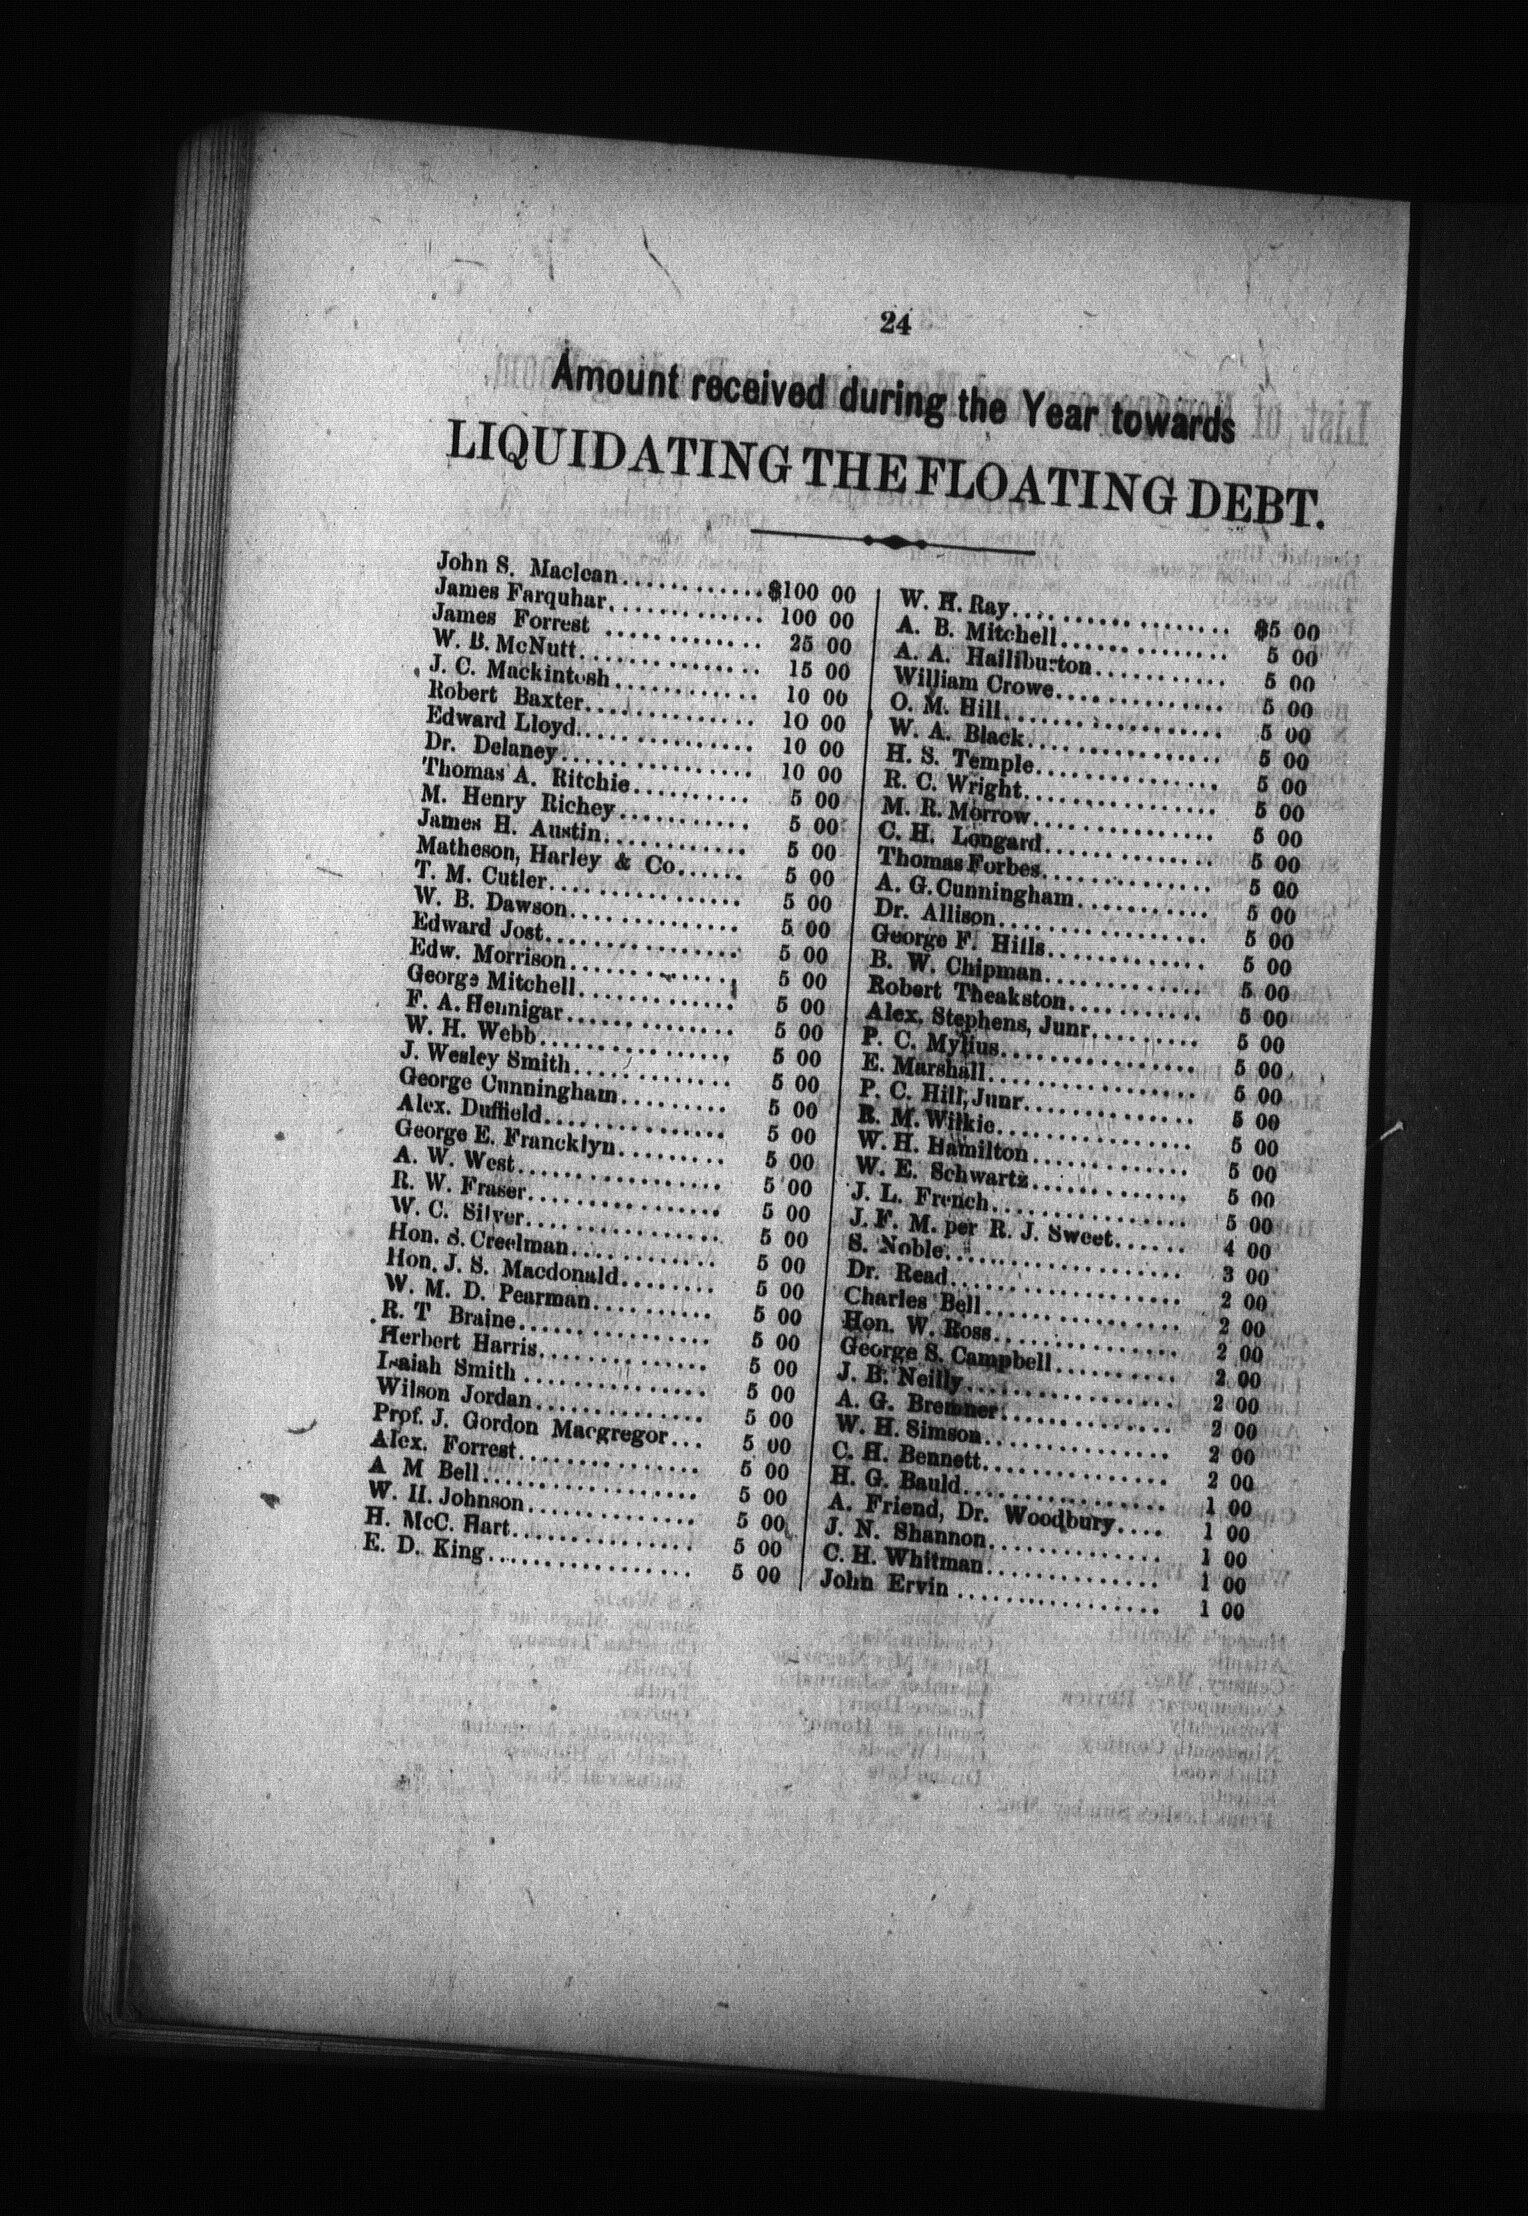 24
Amount received during the Year towards
LIQUIDATING THE FLOATING DEBT.
John S. Maclean............$100 00
James Farquhar............. 100 00
James Forrest ............. 25 00
W. B. McNutt............... 15 00
J. C. Mackintosh............ 10 00
Robert Baxter.............. 10 00
Edward Lloyd............... 10 00
Dr. Delaney................ 10 00
Thomas A. Ritchie.......... 5 00
M. Henry Richey............ 5 00
James H. Austin............ 5 00
Matheson, Harley & Co...... 5 00
T. M. Cutler............... 5 00
W. B. Dawson............... 5 00
Edward Jost................ 5 00
Edw. Morrison.............. 5 00
George Mitchell............ 5 00
F. A. Hennigar............. 5 00
W. H. Webb................. 5 00
J. Wesley Smith............ 5 00
George Cunningham.......... 5 00
Alex. Duffield............. 5 00
George E. Francklyn........ 5 00
A. W. West................. 5 00
R. W. Fraser............... 5 00
W. C. Silver............... 5 00
Hon. S. Creelman........... 5 00
Hon. J. S. Macdonald....... 5 00
W. M. D. Pearman........... 5 00
R. T Braine................ 5 00
Herbert Harris............. 5 00
Isaiah Smith .............. 5 00
Wilson Jordan.............. 5 00
Prof. J. Gordon Macgregor... 5 00
Alex. Forrest.............. 5 00
A M Bell................... 5 00
W. H. Johnson.............. 5 00
H. McC. Hart............... 5 00
E. D. King................. 5 00
W. H. Ray.................. $5 00
A. B. Mitchell............. 5 00
A. A. Hailliburton.......... 5 00
William Crowe.............. 5 00
O. M. Hill................. 5 00
W. A. Black................ 5 00
H. S. Temple............... 5 00
R. C. Wright............... 5 00
M. R. Morrow............... 5 00
C. H. Longard.............. 5 00
Thomas Forbes.............. 5 00
A. G. Cunningham........... 5 00
Dr. Allison................ 5 00
George F. Hills............ 5 00
B. W. Chipman.............. 5 00
Robert Theakston........... 5 00
Alex. Stephens, Junr....... 5 00
P. C. Mylius............... 5 00
E. Marshall................ 5 00
P. C. Hill, Junr........... 5 00
R. M. Wilkie............... 5 00
W. H. Hamilton............. 5 00
W. E. Schwartz............. 5 00
J. L. French............... 5 00
J. F. M. per R. J. Sweet...... 4 00
S. Noble................... 3 00
Dr. Read................... 2 00
Charles Bell............... 2 00
Hon. W. Ross............... 2 00
George S. Campbell......... 2 00
J. B. Neilly............... 2 00
A. G. Bremner.............. 2 00
W. H. Simson............... 2 00
C. H. Bennett.............. 2 00
H. G. Bauld................ 1 00
A. Friend, Dr. Woodbury.... 1 00
J. N. Shannon.............. 1 00
C. H. Whitman.............. 1 00
John Ervin ................ 1 00